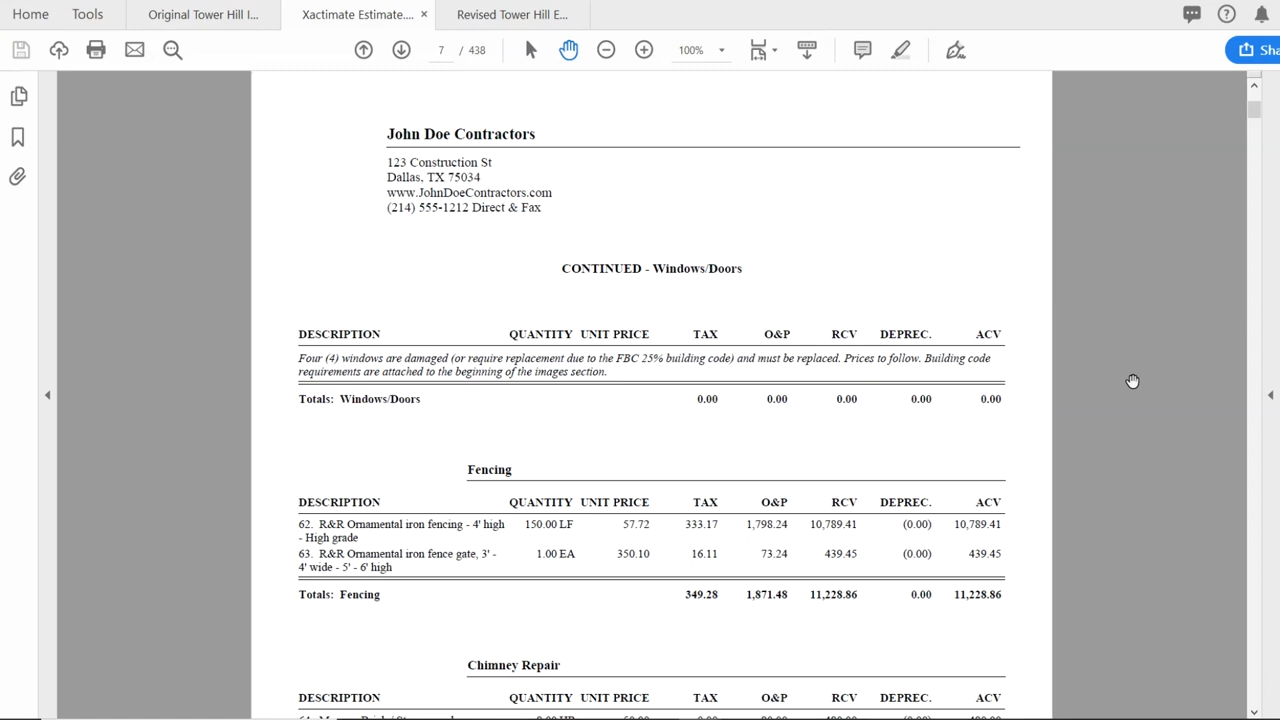 Home Tools Original Tower Hill I... Xactimate Estimate.... × Revised Tower Hill E...
7 / 438 100% Sha
John Doe Contractors
123 Construction St
Dallas, TX 75034
www.JohnDoeContractors.com
(214) 555-1212 Direct & Fax
CONTINUED - Windows/Doors
DESCRIPTION QUANTITY UNIT PRICE TAX O&P RCV DEPREC. ACV
Four (4) windows are damaged (or require replacement due to the FBC 25% building code) and must be replaced. Prices to follow. Building code
requirements are attached to the beginning of the images section.
Totals: Windows/Doors 0.00 0.00 0.00 0.00 0.00
Fencing
DESCRIPTION QUANTITY UNIT PRICE TAX O&P RCV DEPREC. ACV
62. R&R Ornamental iron fencing - 4' high 150.00 LF 57.72 333.17 1,798.24 10,789.41 (0.00) 10,789.41
- High grade
63. R&R Ornamental iron fence gate, 3' - 1.00 EA 350.10 16.11 73.24 439.45 (0.00) 439.45
4' wide - 5' - 6' high
Totals: Fencing 349.28 1,871.48 11,228.86 0.00 11,228.86
Chimney Repair
DESCRIPTION QUANTITY UNIT PRICE TAX O&P RCV DEPREC. ACV